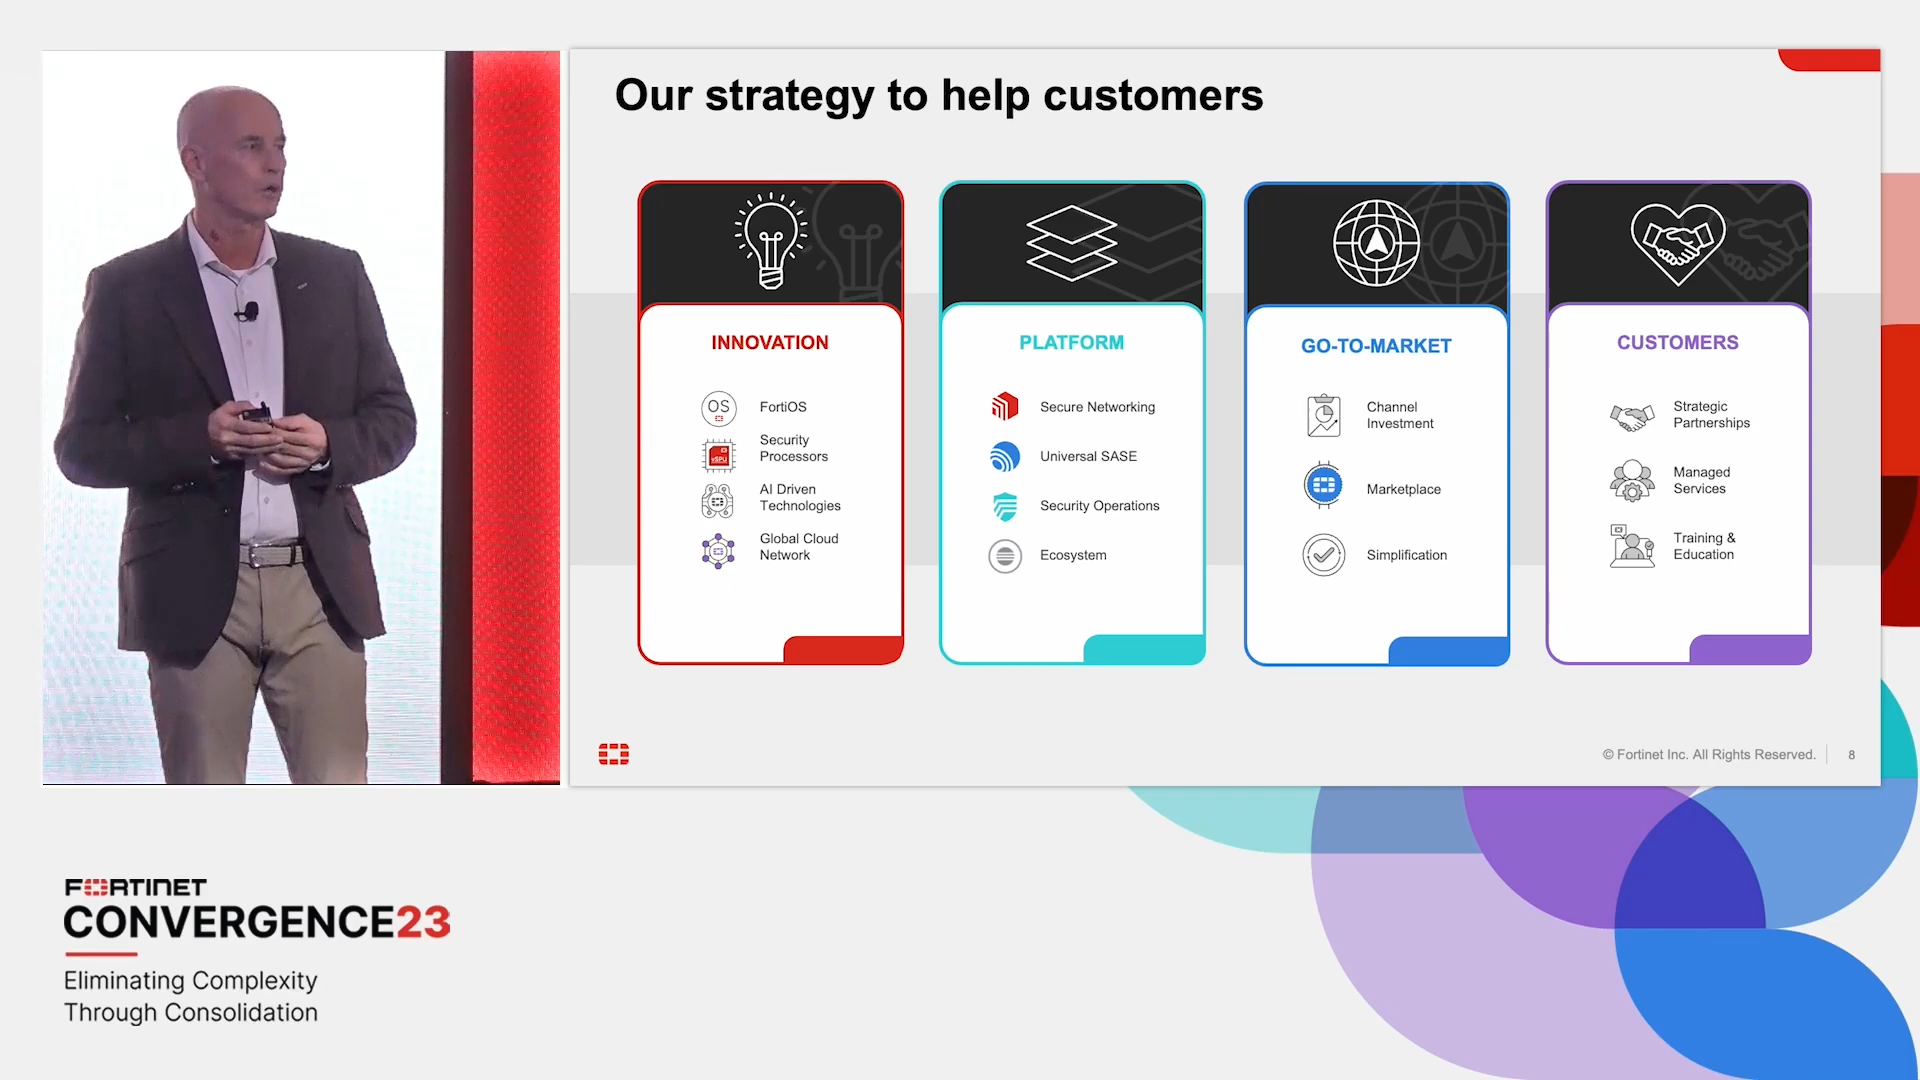 Our strategy to help customers
INNOVATION
OS
FortiOS
vSPU
Security
Processors
AI Driven
Technologies
Global Cloud
Network
PLATFORM
Secure Networking
Universal SASE
Security Operations
Ecosystem
GO-TO-MARKET
Channel
Investment
Marketplace
Simplification
CUSTOMERS
Strategic
Partnerships
Managed
Services
Training &
Education
© Fortinet Inc. All Rights Reserved.
8
FORTINET
CONVERGENCE23
Eliminating Complexity
Through Consolidation